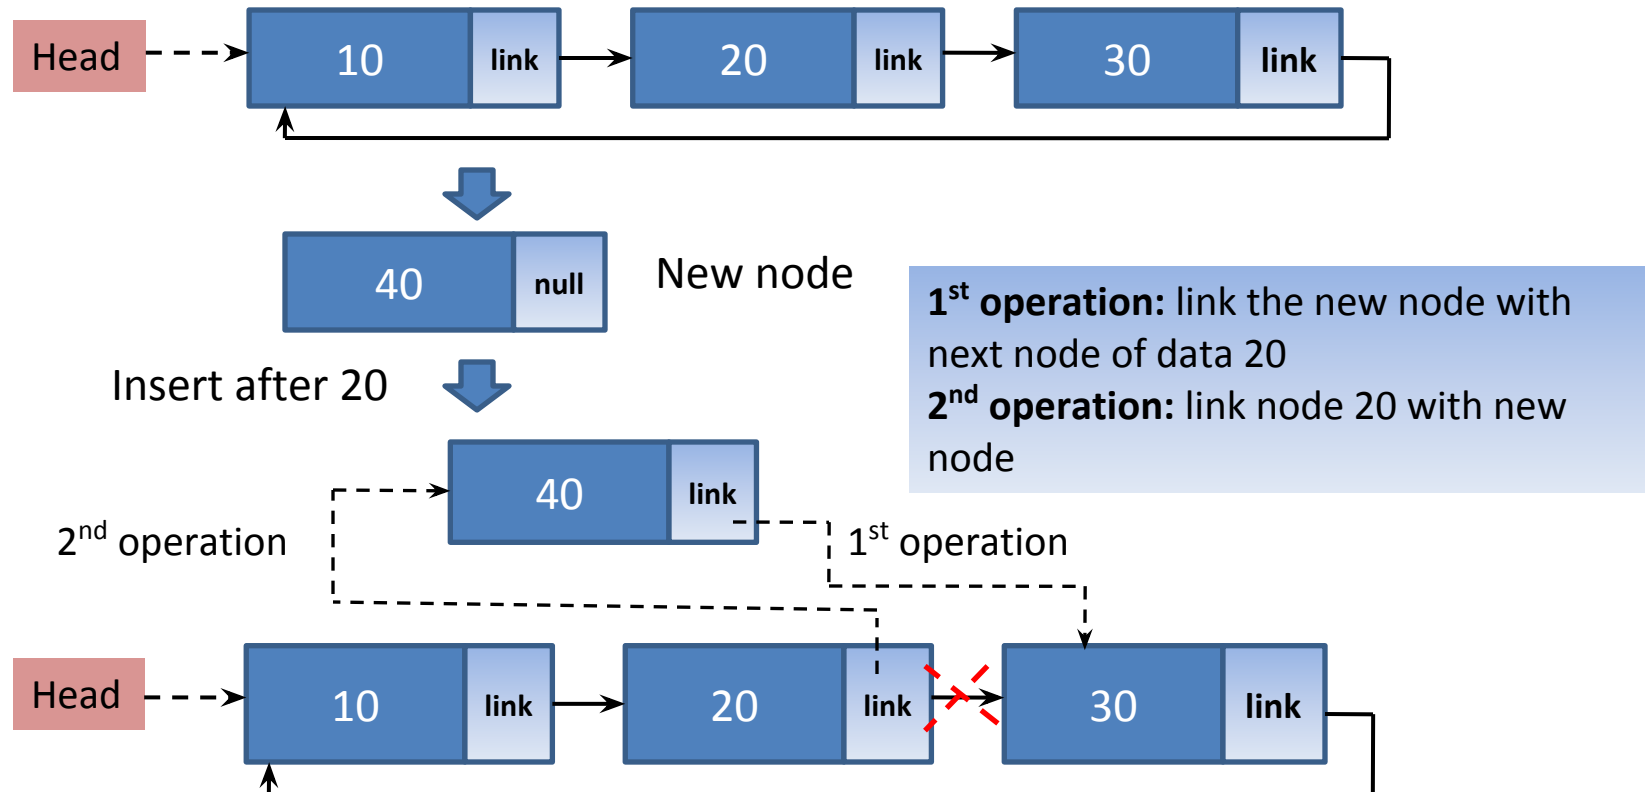 Head
10 link
20 link
30 link
40 null
New node
1st operation: link the new node with
next node of data 20
2nd operation: link node 20 with new
node
Insert after 20
40 link
2nd operation
1st operation
Head
10 link
20 link
30 link